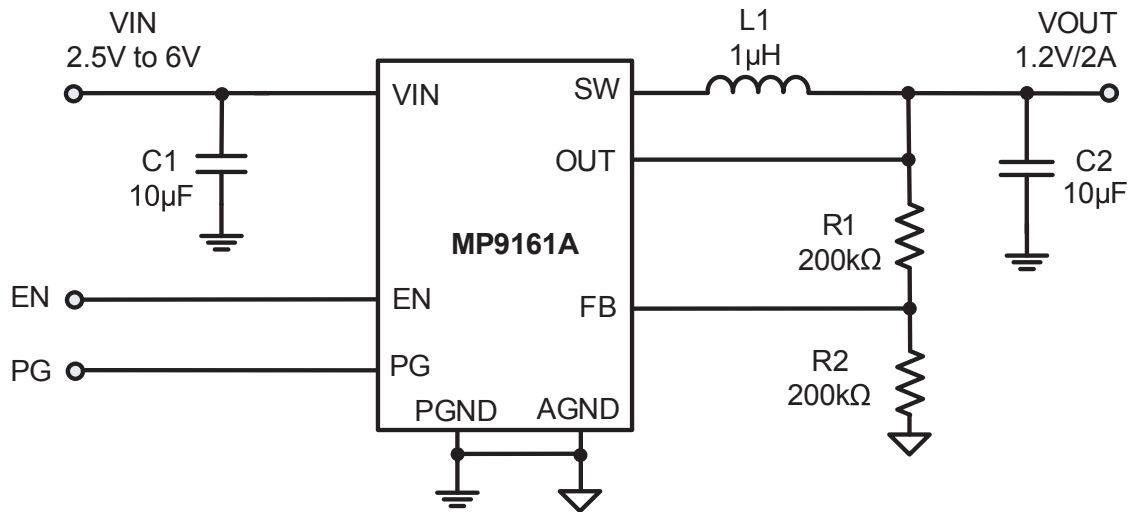 VIN
2.5V to 6V
L1
1µH
VOUT
1.2V/2A
VIN
SW
C1
10µF
OUT
C2
10µF
MP9161A
R1
200kΩ
EN
EN
FB
PG
PG
R2
200kΩ
PGND
AGND